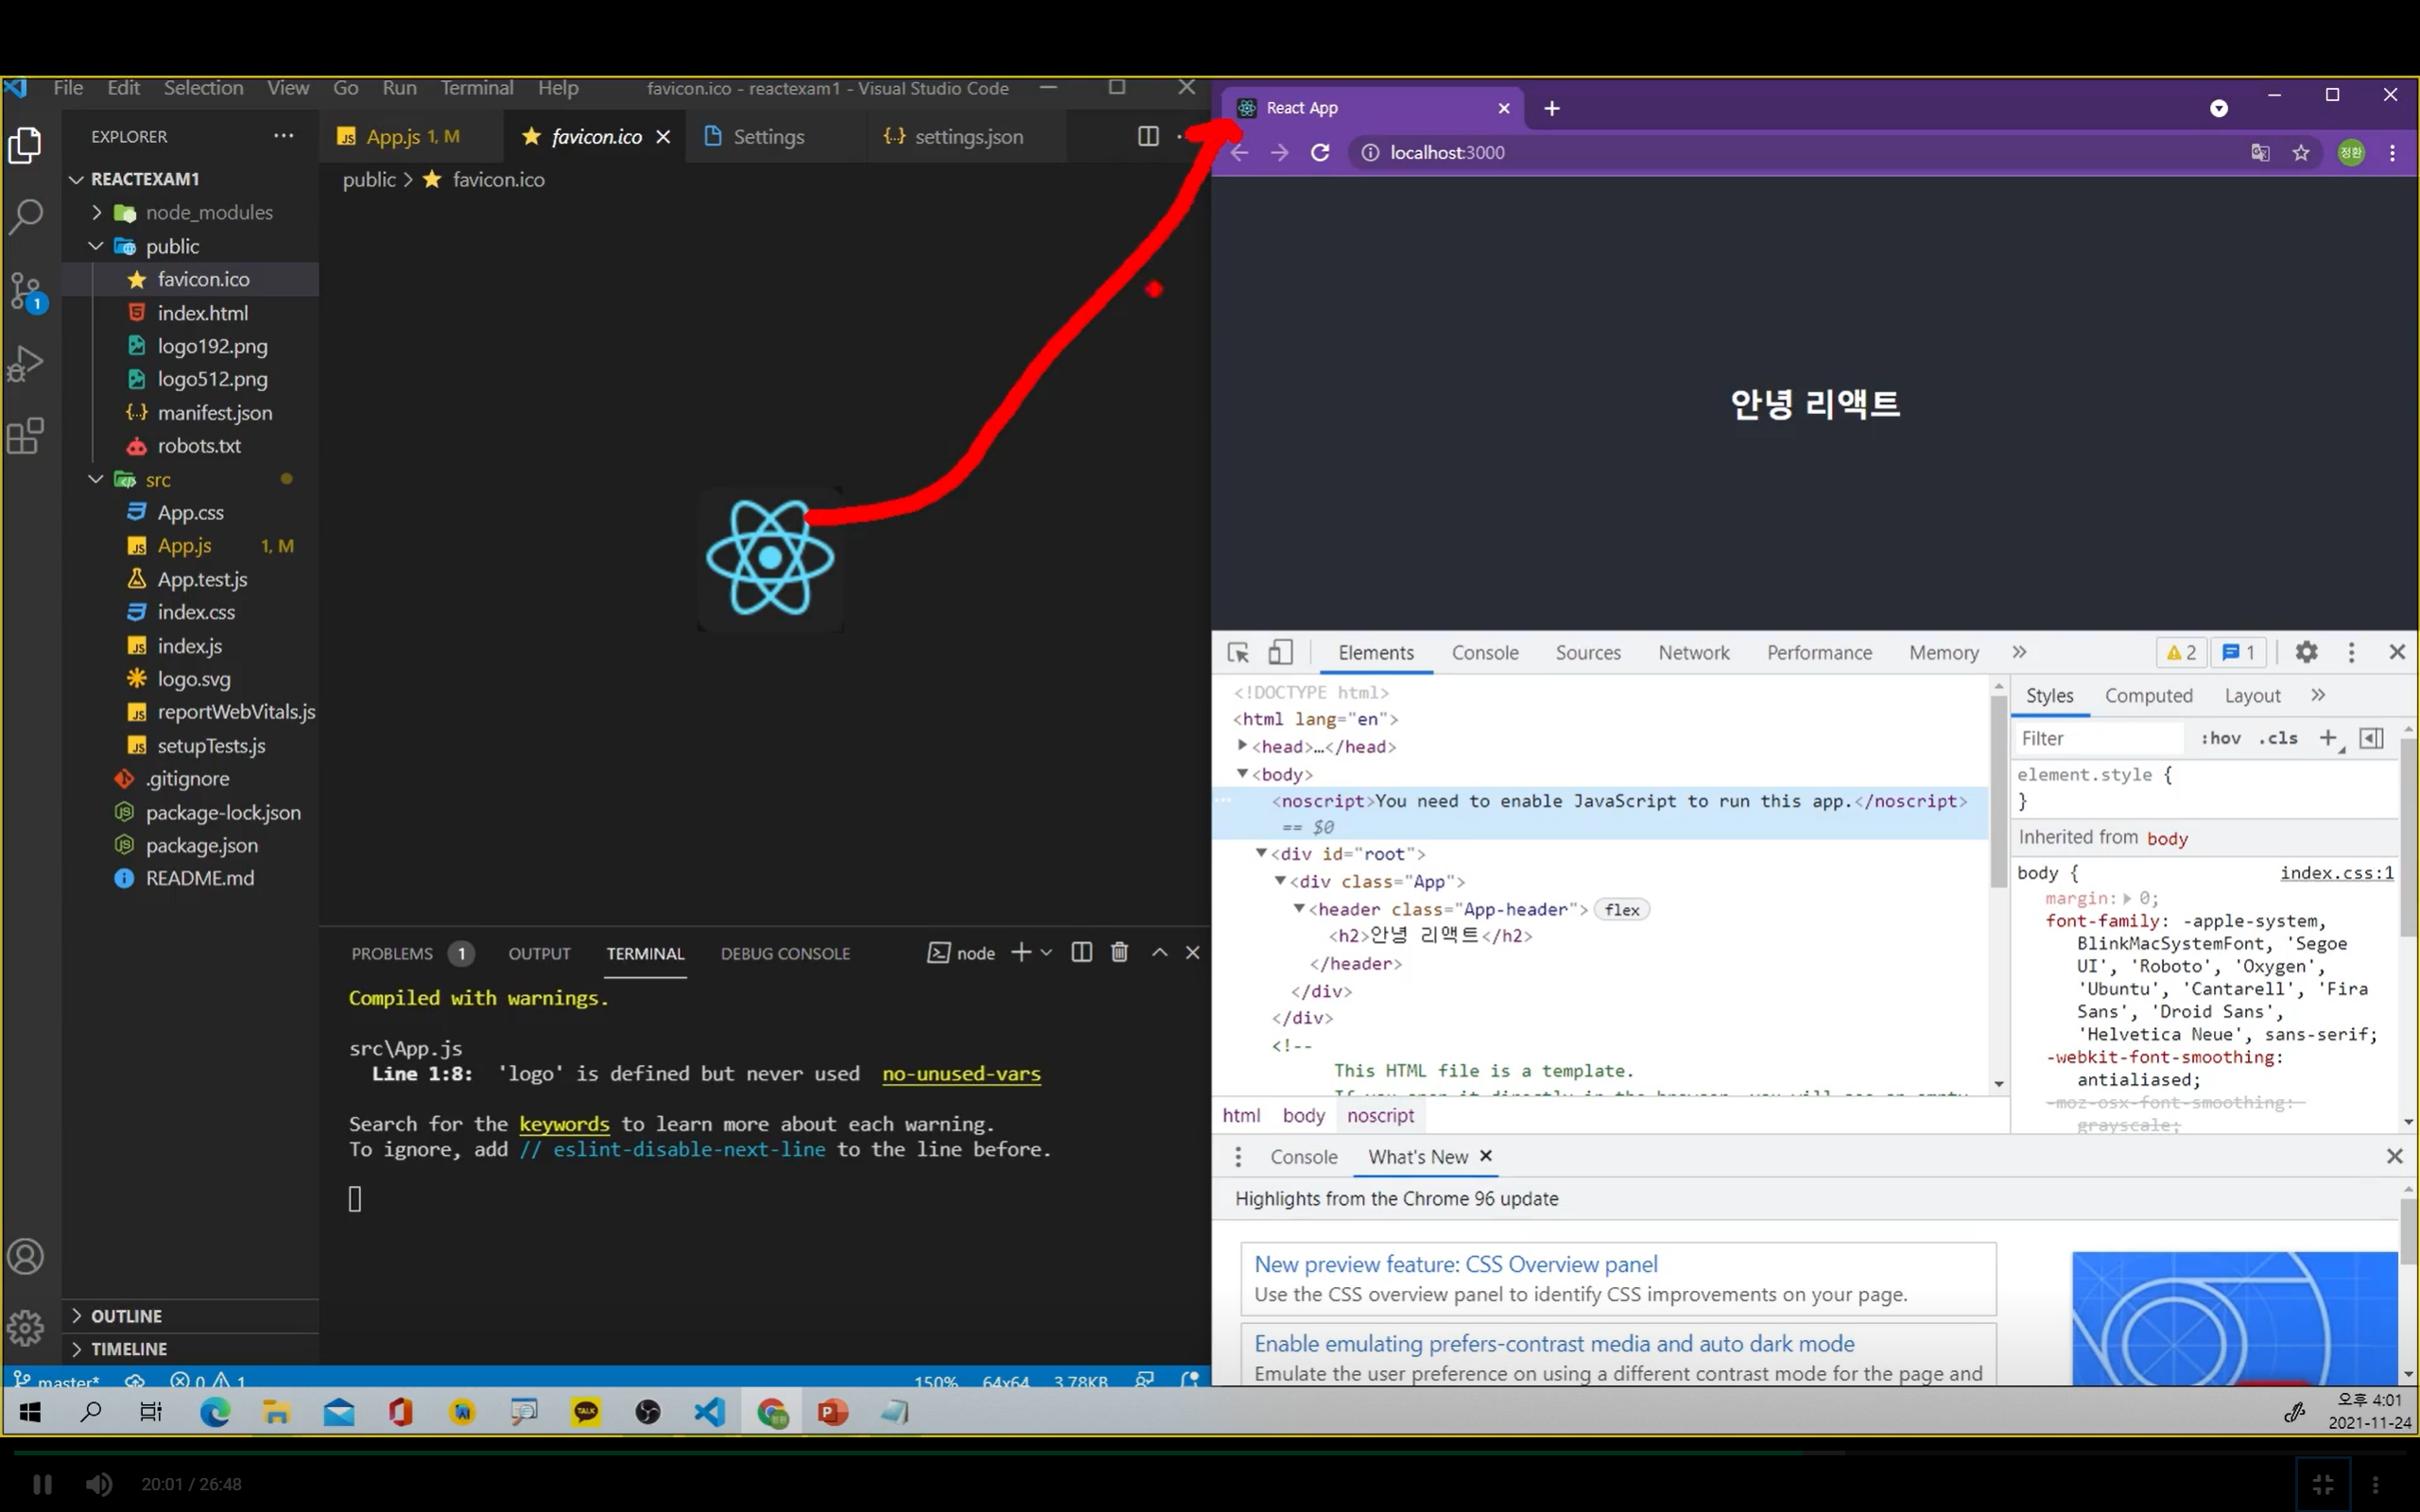 File Edit Selection View Go Run Terminal Help favicon.ico - reactexam1 - Visual Studio Code
EXPLORER
REACTEXAM1
node_modules
public
favicon.ico
index.html
logo192.png
logo512.png
manifest.json
robots.txt
src
App.css
App.js 1, M
App.test.js
index.css
index.js
logo.svg
reportWebVitals.js
setupTests.js
.gitignore
package-lock.json
package.json
README.md
OUTLINE
TIMELINE
1
App.js 1, M favicon.ico Settings settings.json
public > favicon.ico
PROBLEMS 1 OUTPUT TERMINAL DEBUG CONSOLE node
Compiled with warnings.
src\App.js
Line 1:8: 'logo' is defined but never used no-unused-vars
Search for the keywords to learn more about each warning.
To ignore, add // eslint-disable-next-line to the line before.
master* 0 1 150% 64x64 3.78KB
React App
localhost:3000
정환
안녕 리액트
Elements Console Sources Network Performance Memory 2 1
<!DOCTYPE html>
<html lang="en">
<head>…</head>
<body>
<noscript>You need to enable JavaScript to run this app.</noscript>
== $0
<div id="root">
<div class="App">
<header class="App-header"> flex
<h2>안녕 리액트</h2>
</header>
</div>
</div>
<!--
This HTML file is a template.
html body noscript
Styles Computed Layout
Filter :hov .cls
element.style {
}
Inherited from body
body { index.css:1
margin: 0;
font-family: -apple-system,
BlinkMacSystemFont, 'Segoe
UI', 'Roboto', 'Oxygen',
'Ubuntu', 'Cantarell', 'Fira
Sans', 'Droid Sans',
'Helvetica Neue', sans-serif;
-webkit-font-smoothing:
antialiased;
-moz-osx-font-smoothing:
grayscale;
Console What's New
Highlights from the Chrome 96 update
New preview feature: CSS Overview panel
Use the CSS overview panel to identify CSS improvements on your page.
Enable emulating prefers-contrast media and auto dark mode
Emulate the user preference on using a different contrast mode for the page and
TALK
오후 4:01
2021-11-24
20:01 / 26:48